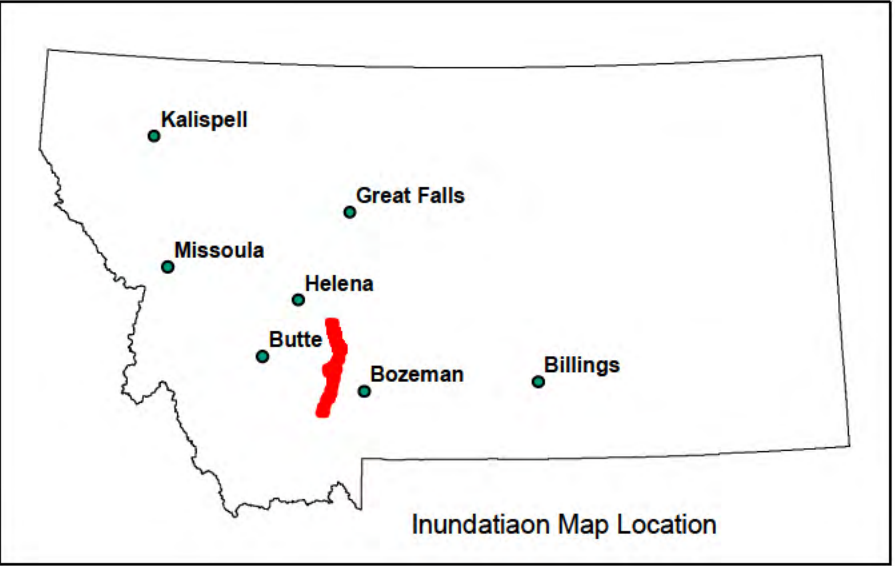 Kalispell
Great Falls
Missoula
Helena
Butte
Bozeman
Billings
Inundatiaon Map Location